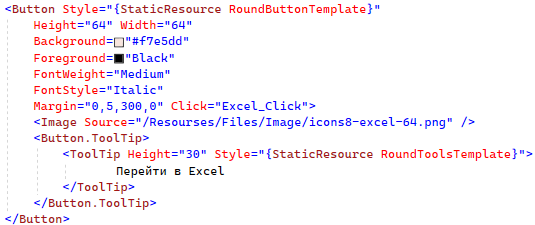 <Button Style="{StaticResource RoundButtonTemplate}"
Height="64" Width="64"
Background="#f7e5dd"
Foreground="Black"
FontWeight="Medium"
FontStyle="Italic"
Margin="0,5,300,0" Click="Excel_Click">
<Image Source="/Resourses/Files/Image/icons8-excel-64.png" />
<Button.ToolTip>
<ToolTip Height="30" Style="{StaticResource RoundToolsTemplate}">
Перейти в Excel
</ToolTip>
</Button.ToolTip>
</Button>